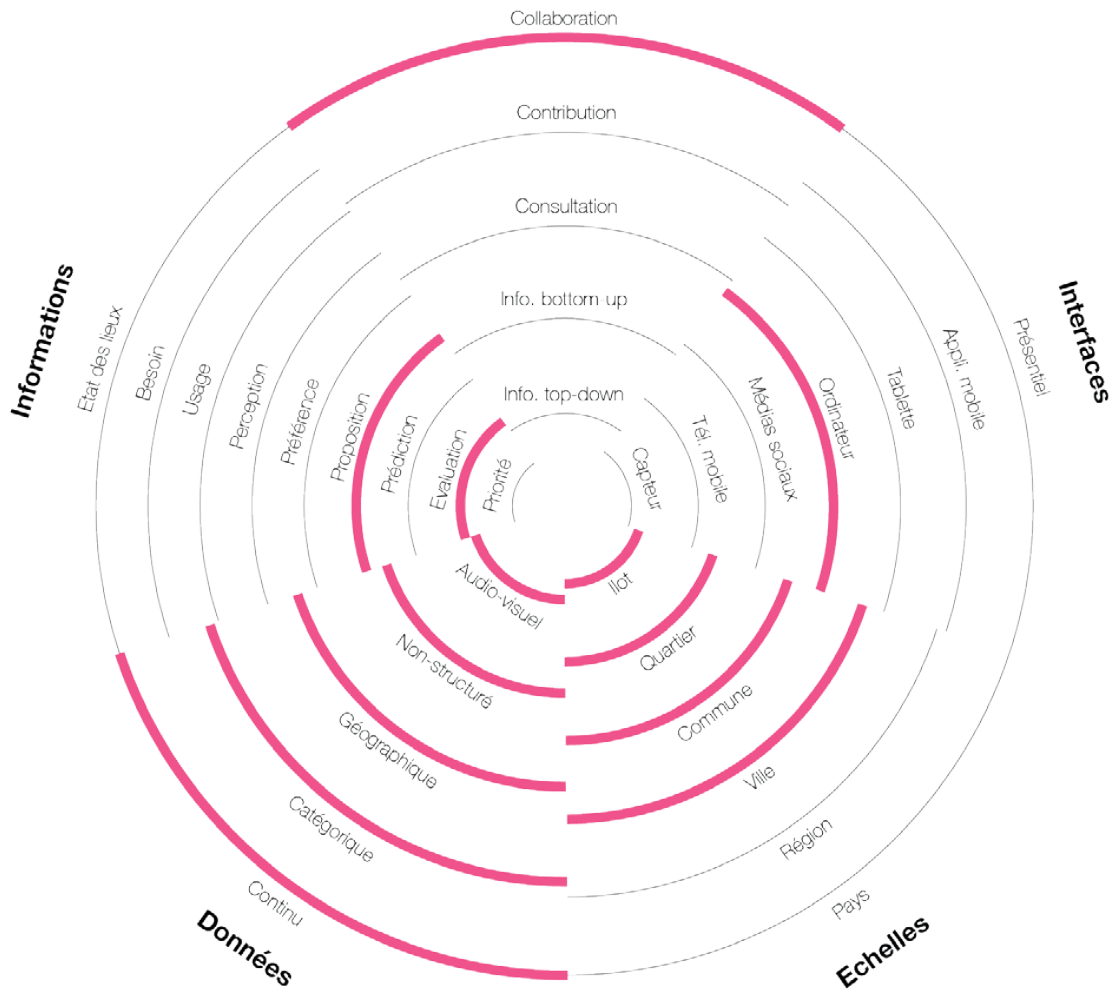 Collaboration
Contribution
Consultation
Info. bottom-up
Info. top-down
Informations
Etat des lieux
Besoin
Usage
Perception
Préférence
Proposition
Prédiction
Evaluation
Priorité
Interfaces
Capteur
Tél. mobile
Médias sociaux
Ordinateur
Tablette
Appli. mobile
Présentiel
Données
Audio-visuel
Non-structuré
Géographique
Catégorique
Continu
Echelles
Ilot
Quartier
Commune
Ville
Région
Pays